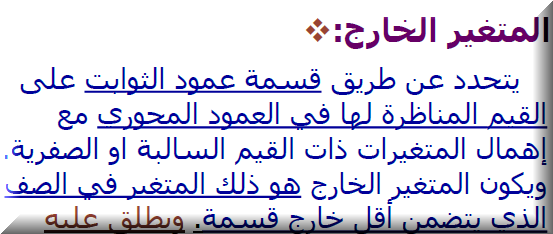 ❖المتغير الخارج:
يتحدد عن طريق قسمة عمود الثوابت على
القيم المناظرة لها في العمود المحوري مع
إهمال المتغيرات ذات القيم السالبة او الصفرية.
ويكون المتغير الخارج هو ذلك المتغير في الصف
الذي يتضمن أقل خارج قسمة. ويطلق عليه